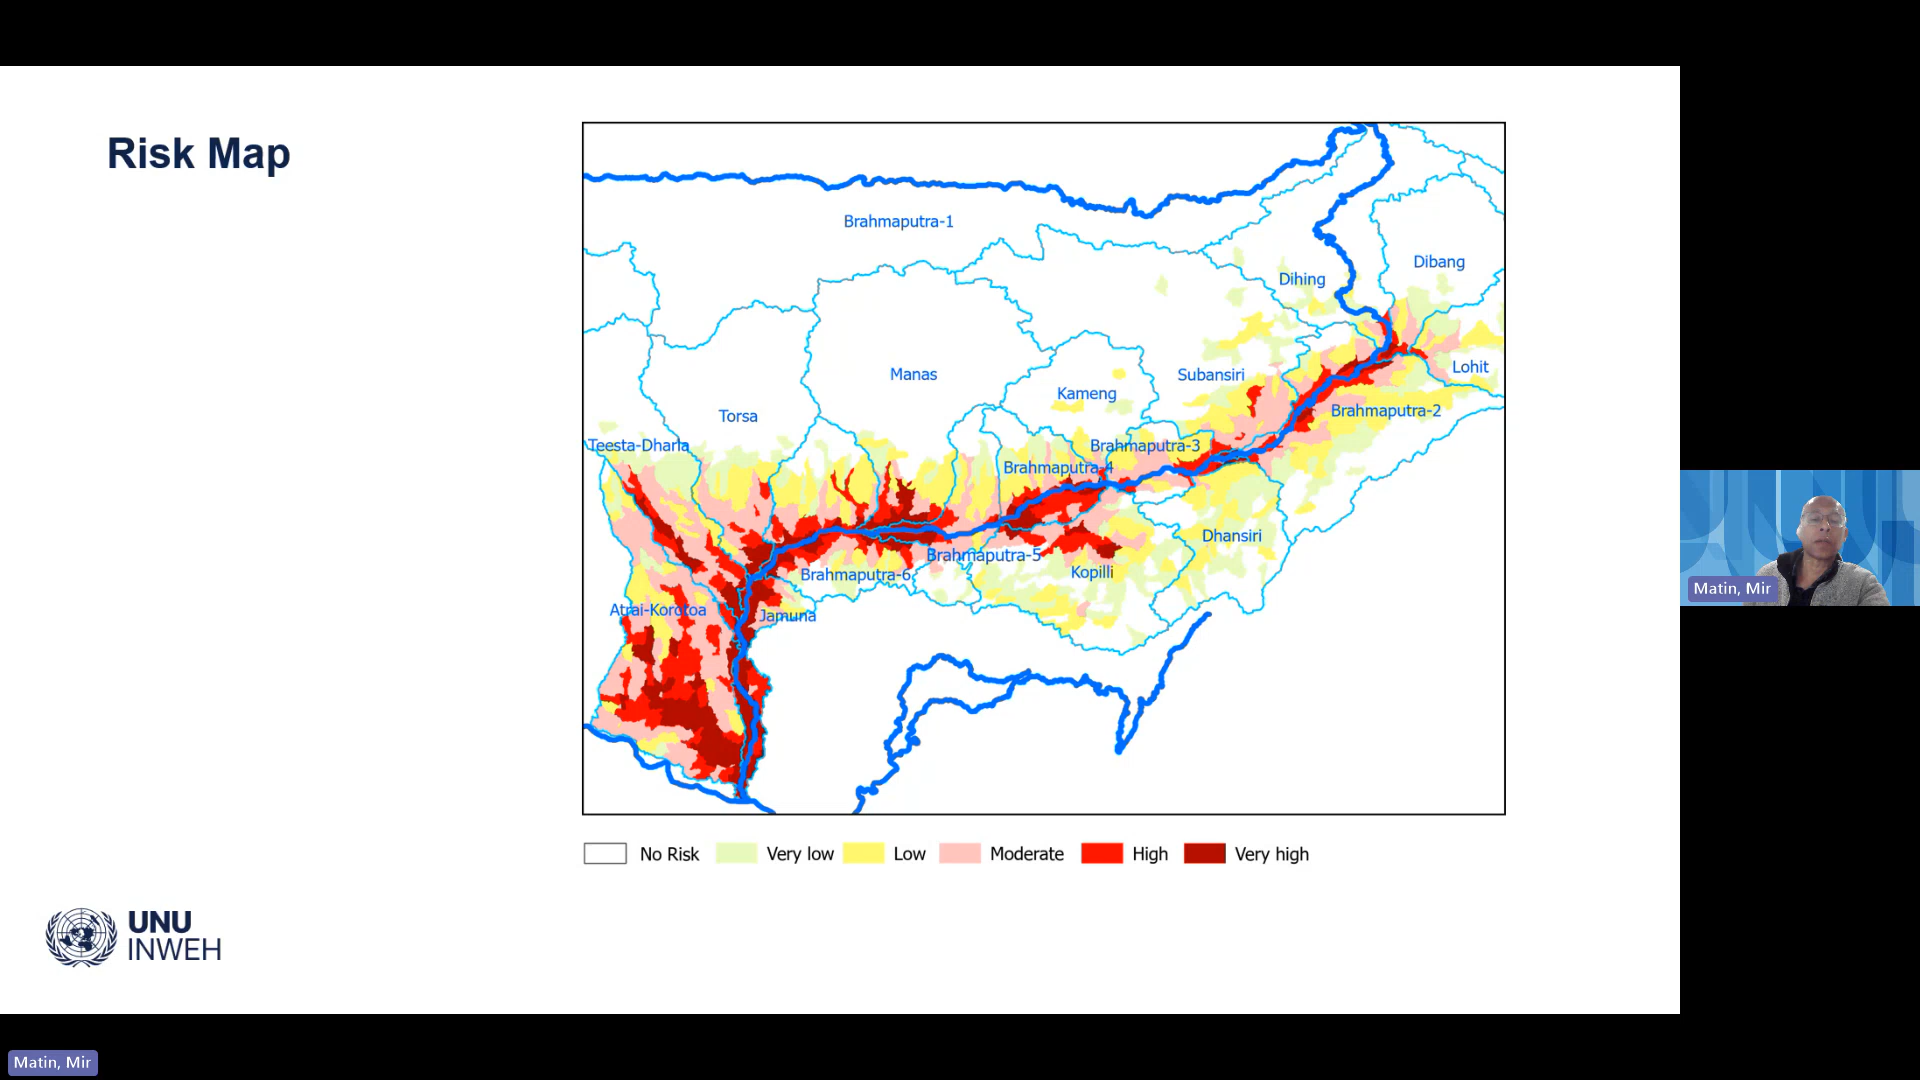 Risk Map
Brahmaputra-1
Dibang
Dihing
Manas
Subansiri
Lohit
Kameng
Torsa
Brahmaputra-2
Teesta-Dharla
Brahmaputra-3
Brahmaputra-4
Dhansiri
Brahmaputra-5
Brahmaputra-6
Kopilli
Atrai-Korotoa
Jamuna
No Risk Very low Low Moderate High Very high
UNU
INWEH
Matin, Mir
Matin, Mir